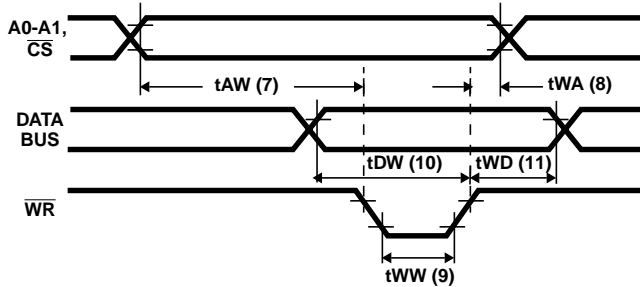 A0-A1,
CS
tAW (7)
tWA (8)
DATA
BUS
tDW (10)
tWD (11)
WR
tWW (9)